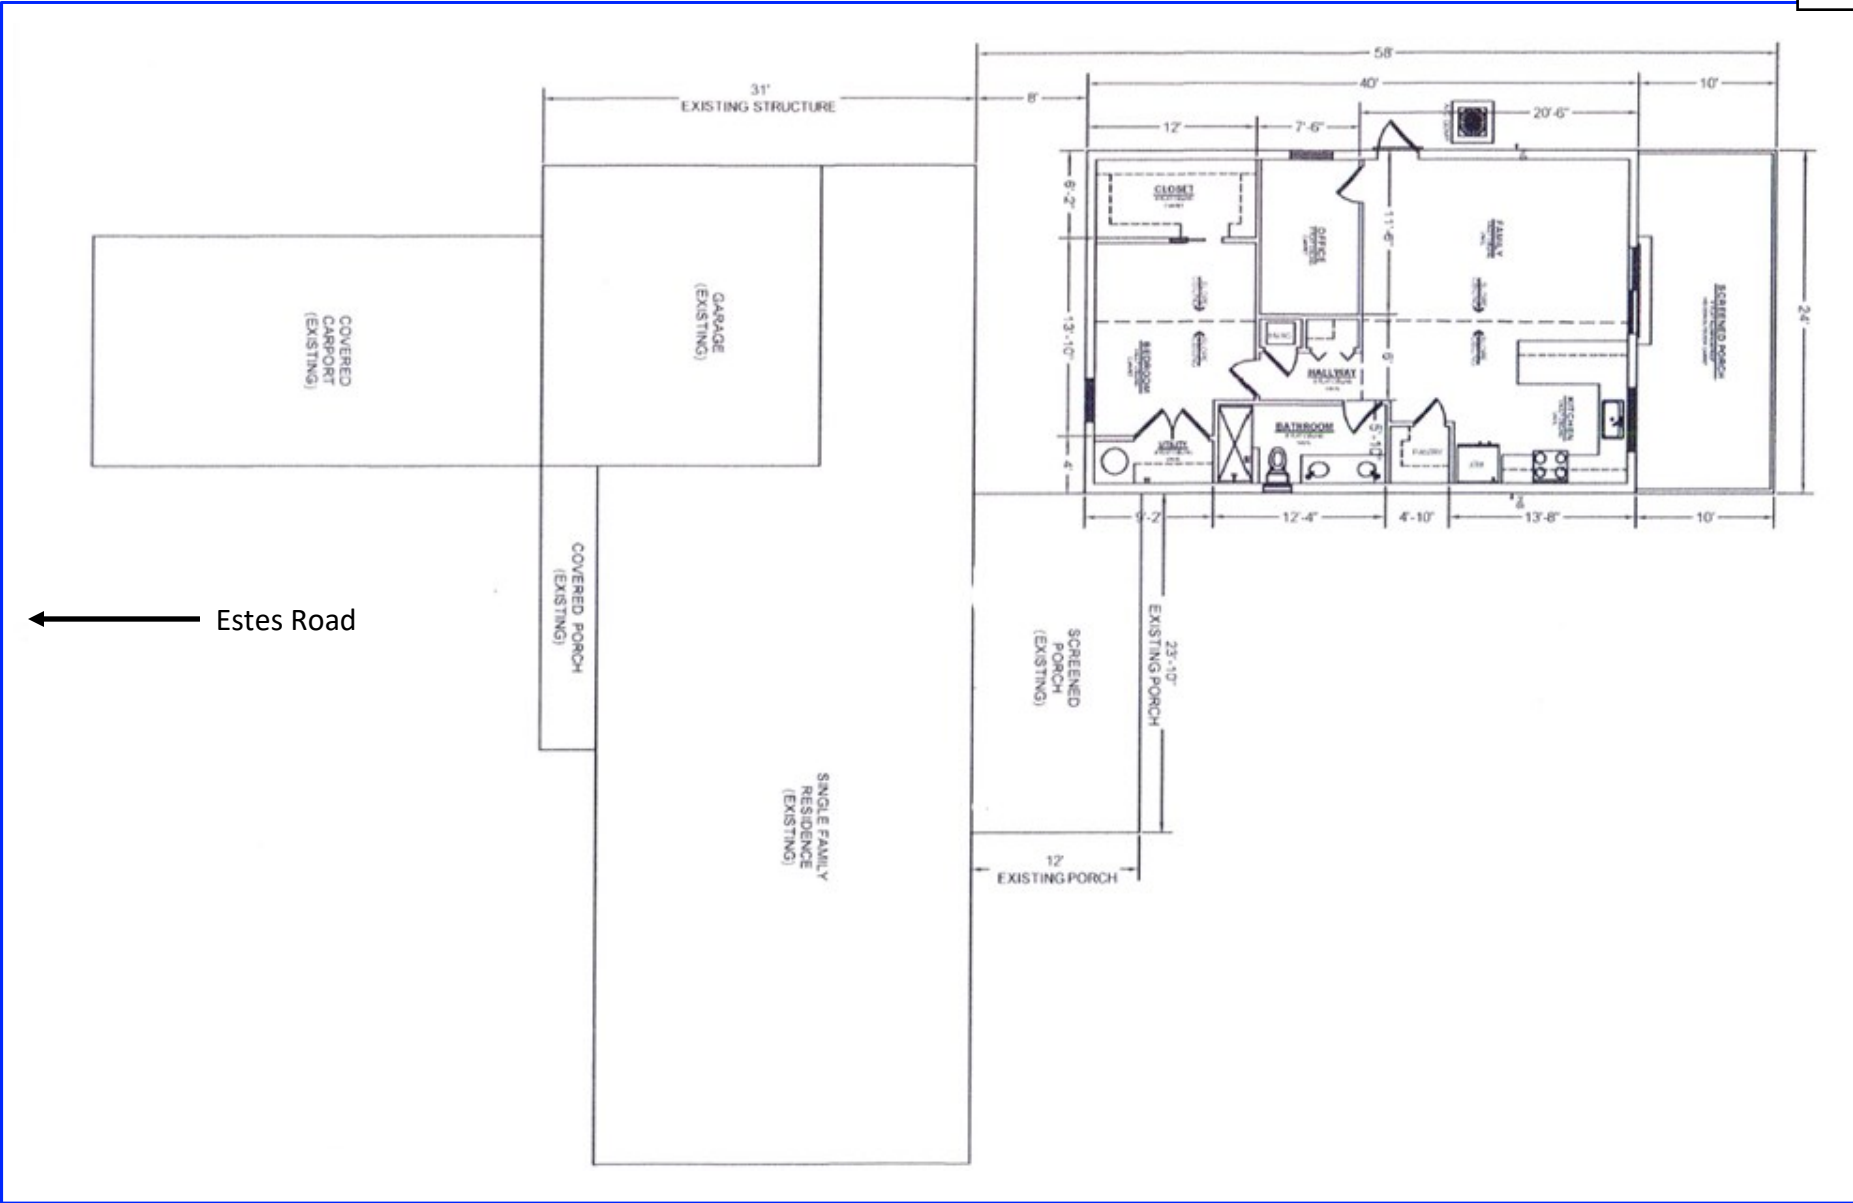 58'
31'
EXISTING STRUCTURE
8'
40'
10'
12'
7'-6"
20'-6"
6'-2"
13'-10"
4'
CLOSET
OFFICE
11'-6"
FAMILY
SCREENED PORCH
24'
BEDROOM
HALLWAY
6'
KITCHEN
UTILITY
BATHROOM
5'-10"
REF
9'-2"
12'-4"
4'-10"
13'-8"
10'
COVERED
CARPORT
(EXISTING)
GARAGE
(EXISTING)
COVERED PORCH
(EXISTING)
Estes Road
SCREENED
PORCH
(EXISTING)
23'-10"
EXISTING PORCH
SINGLE FAMILY
RESIDENCE
(EXISTING)
12'
EXISTING PORCH